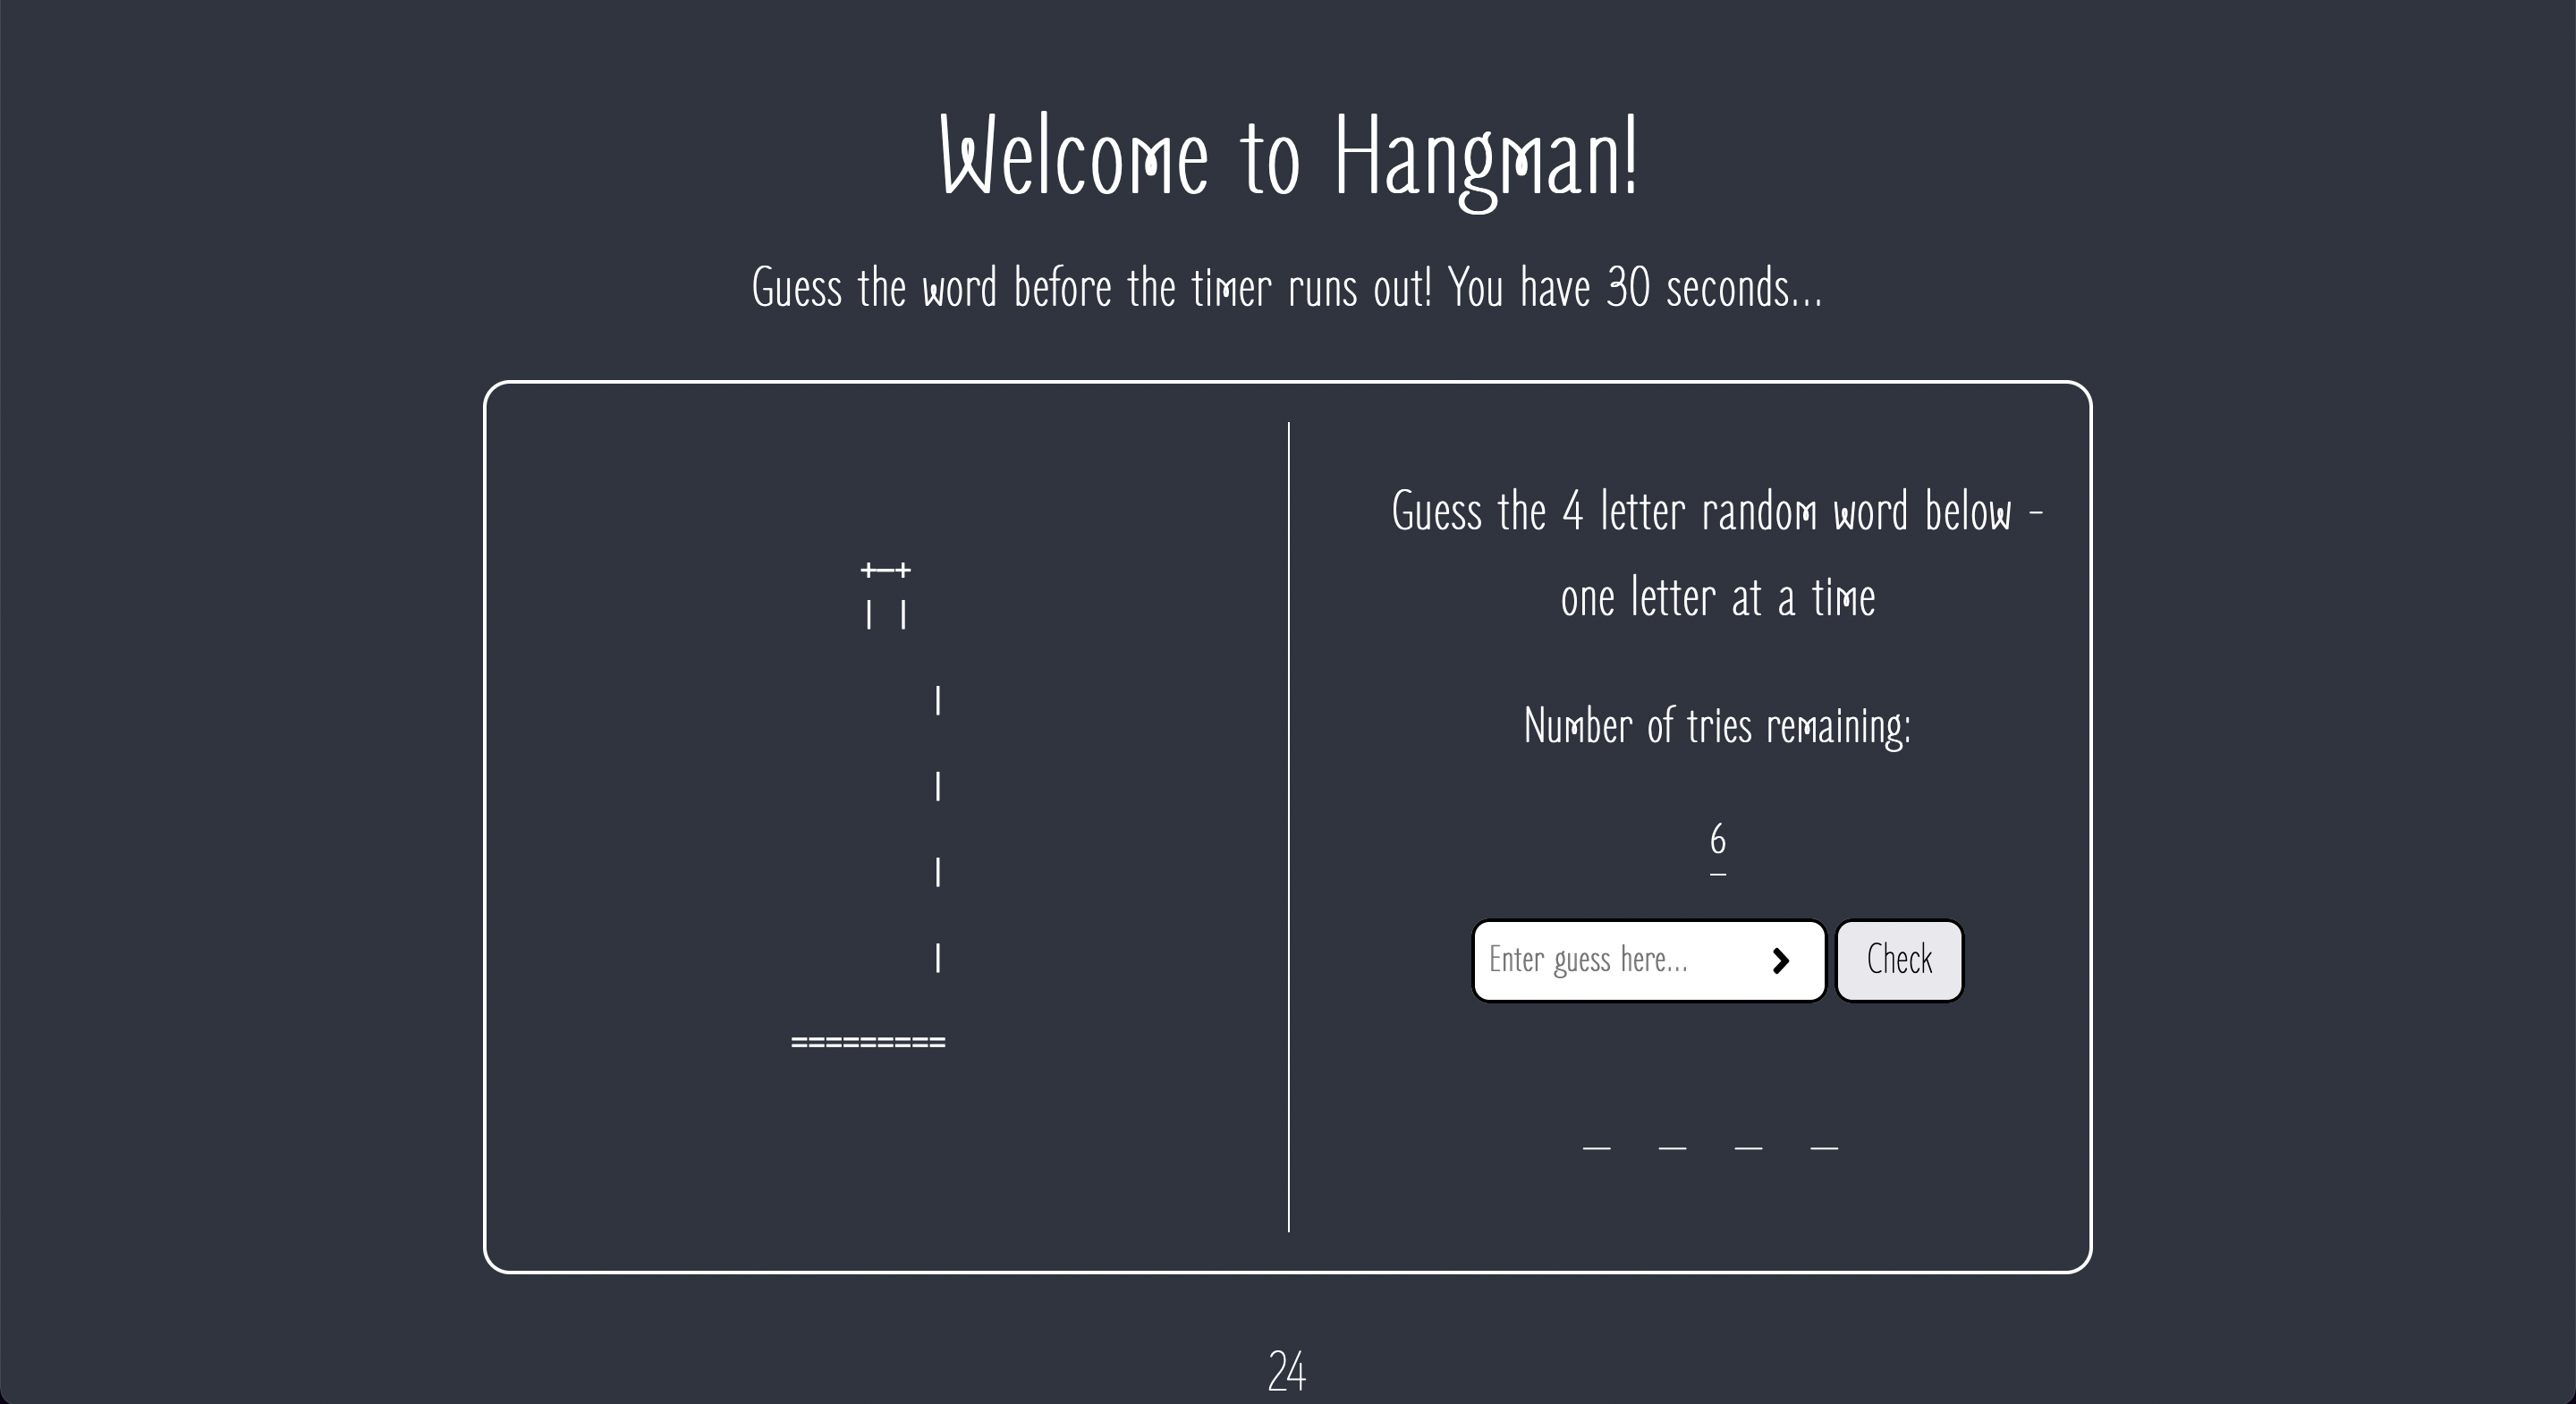 Welcome to Hangman!
Guess the word before the timer runs out! You have 30 seconds...
+—+
| |
|
|
|
|
=========
Guess the 4 letter random word below -
one letter at a time
Number of tries remaining:
6
Enter guess here...
Check
_ _ _ _
24